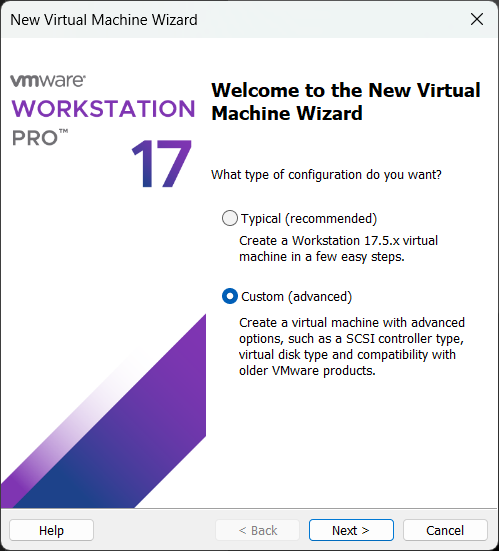 New Virtual Machine Wizard
vmware®
WORKSTATION
PRO™
17
Welcome to the New Virtual
Machine Wizard
What type of configuration do you want?
Typical (recommended)
Create a Workstation 17.5.x virtual
machine in a few easy steps.
Custom (advanced)
Create a virtual machine with advanced
options, such as a SCSI controller type,
virtual disk type and compatibility with
older VMware products.
Help
< Back
Next >
Cancel